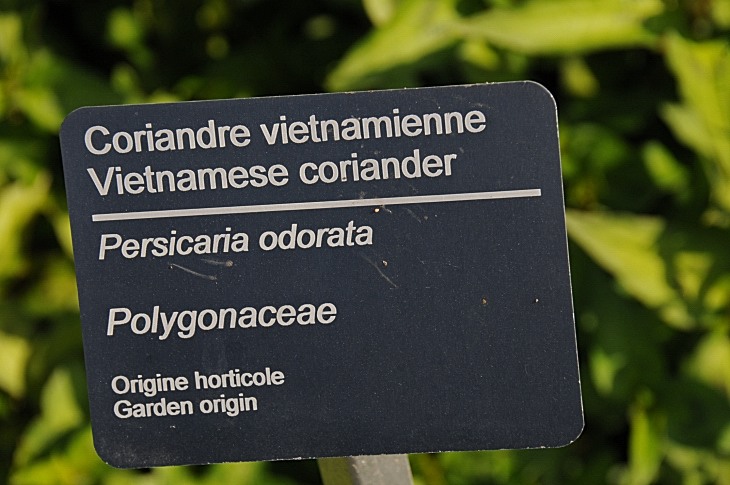 Coriandre vietnamienne
Vietnamese coriander
Persicaria odorata
Polygonaceae
Origine horticole
Garden origin